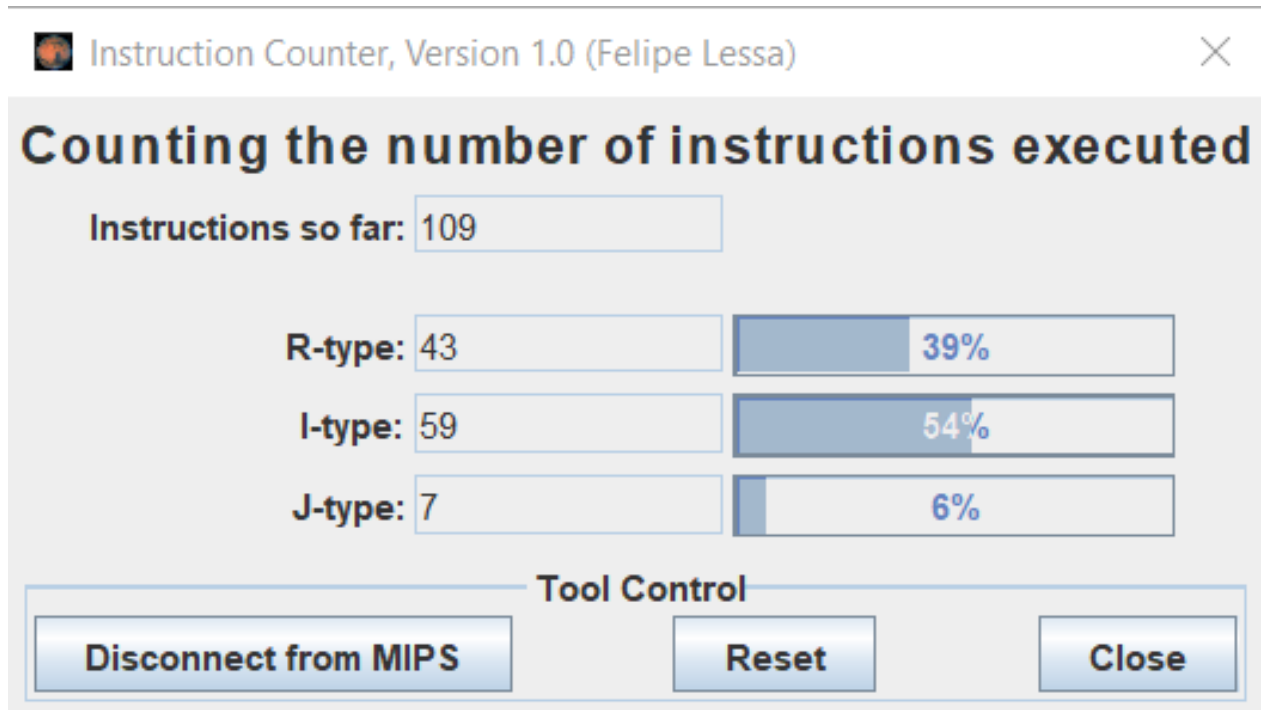 Instruction Counter, Version 1.0 (Felipe Lessa)
Counting the number of instructions executed
Instructions so far: 109
R-type: 43 39%
I-type: 59 54%
J-type: 7 6%
Tool Control
Disconnect from MIPS Reset Close